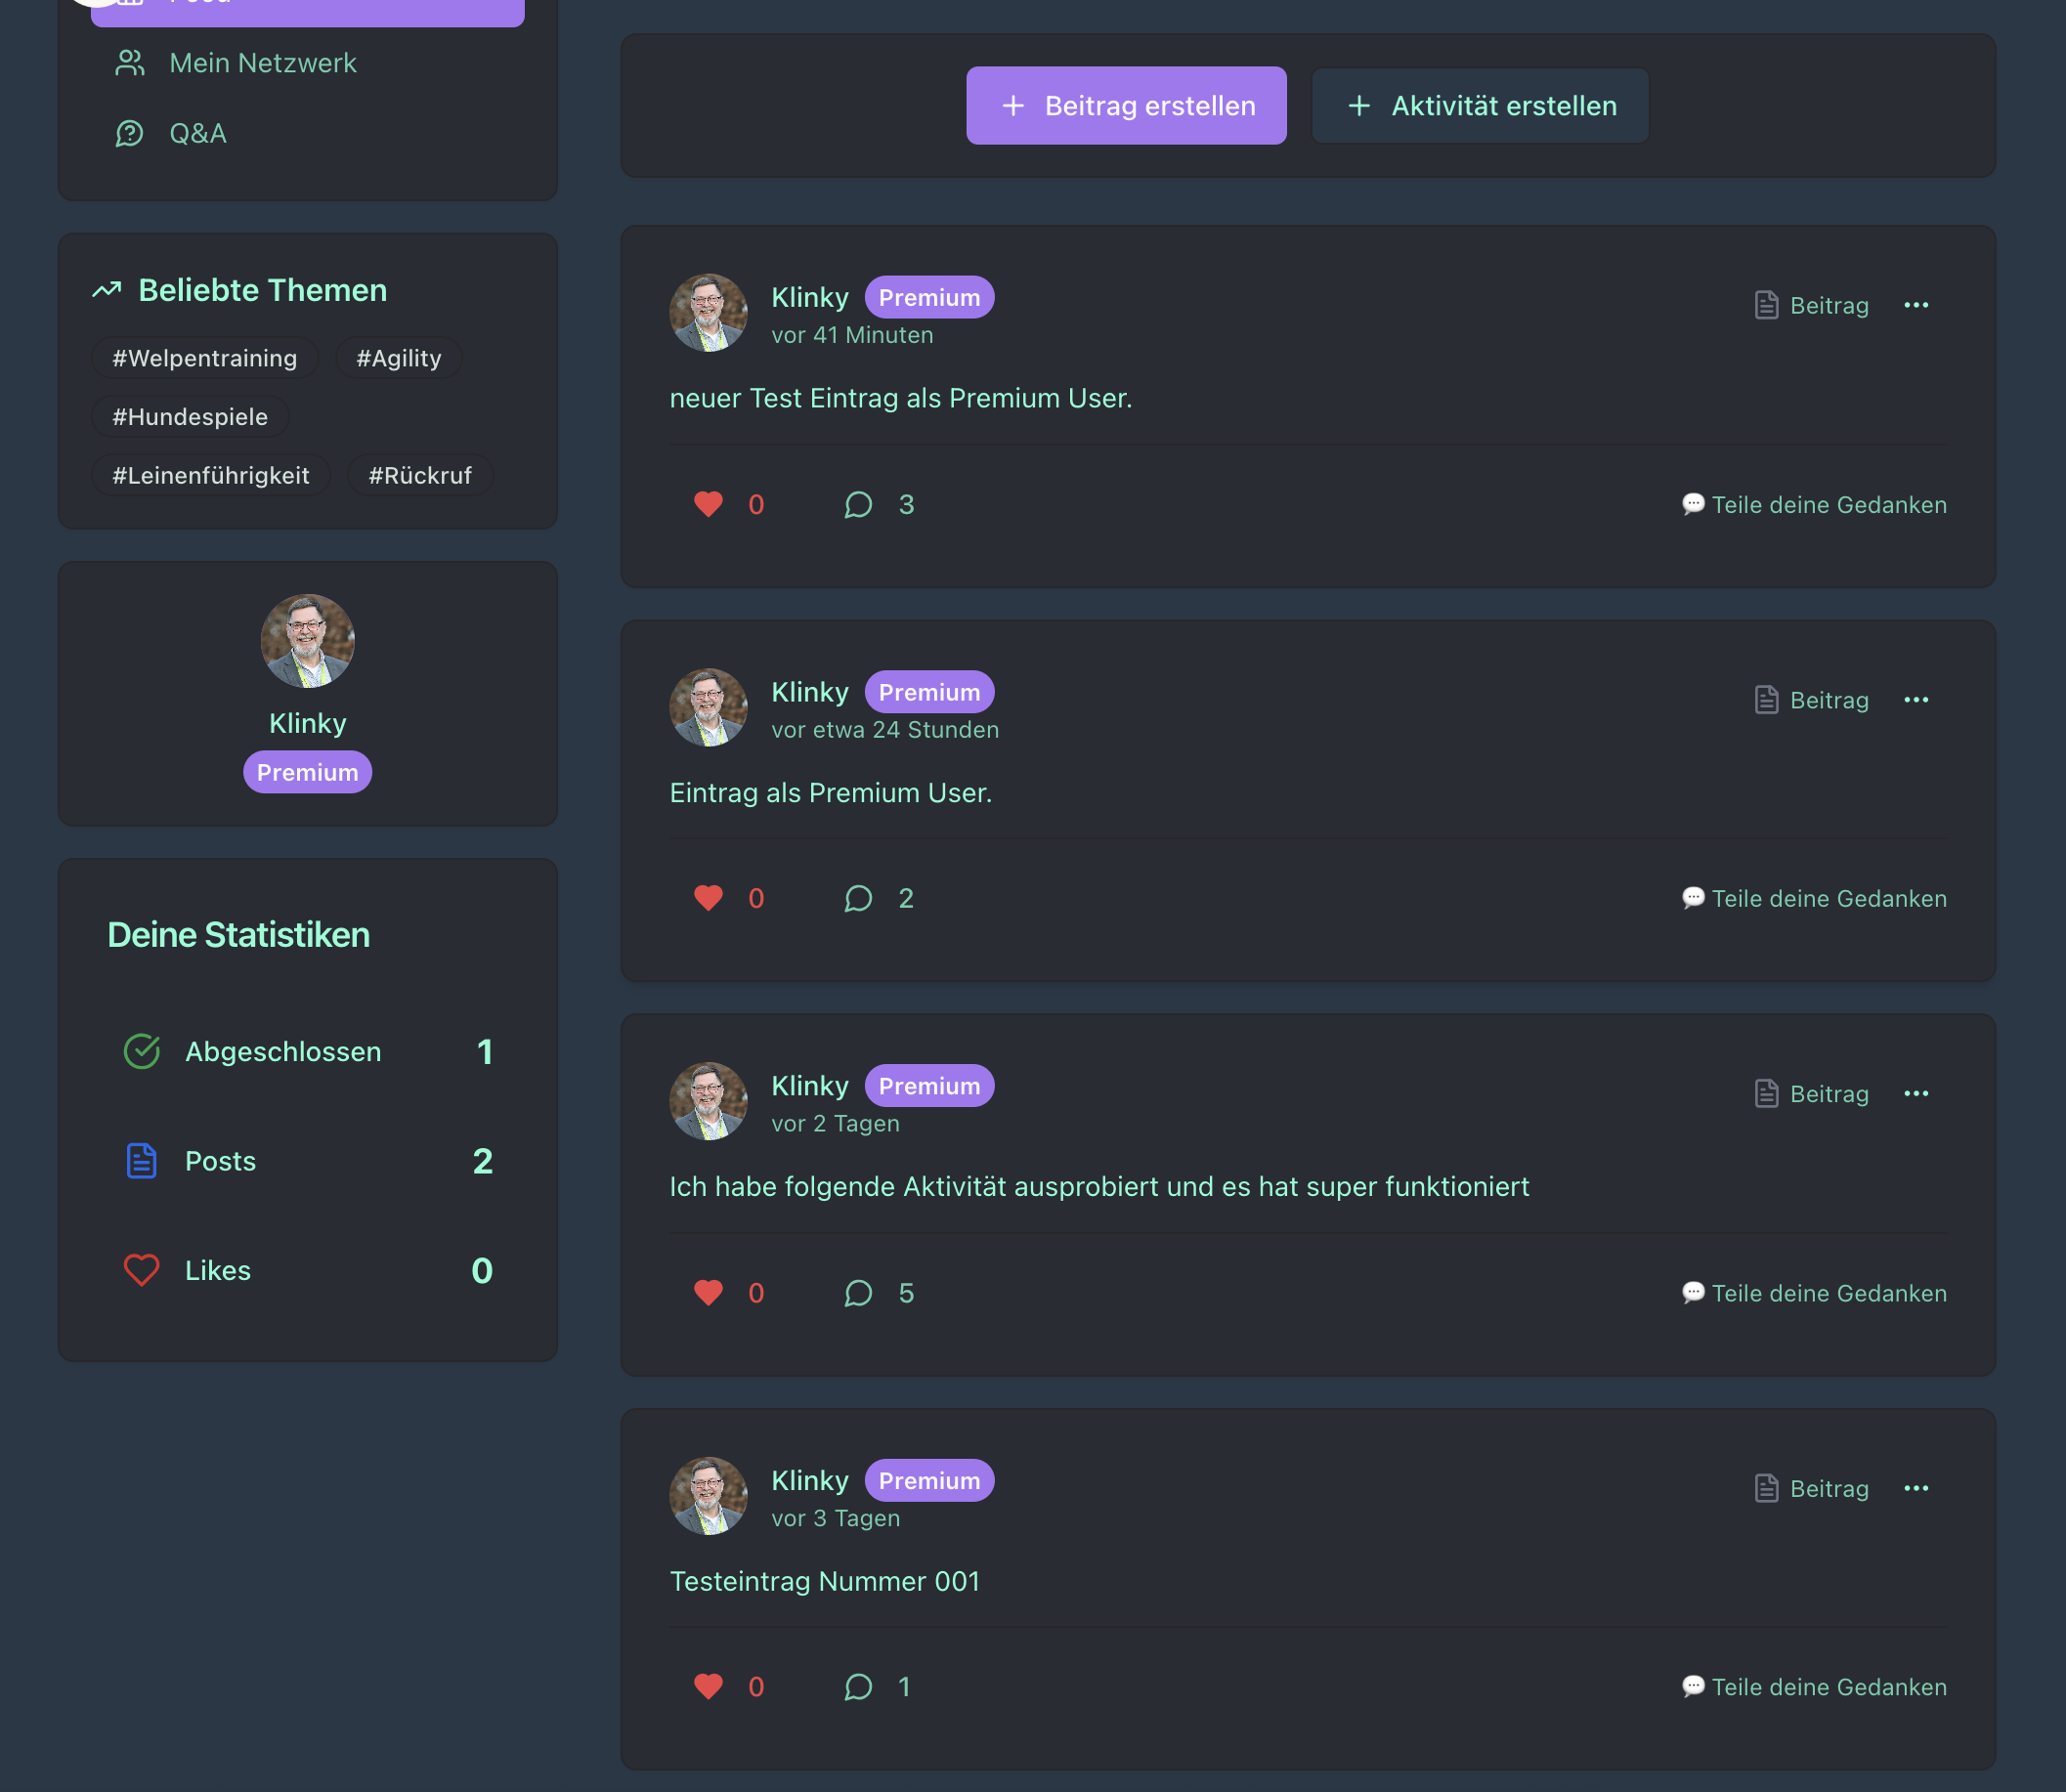 Mein Netzwerk
Q&A
Beliebte Themen
#Welpentraining #Agility
#Hundespiele
#Leinenführigkeit #Rückruf
Klinky
Premium
Deine Statistiken
Abgeschlossen 1
Posts 2
Likes 0
+ Beitrag erstellen + Aktivität erstellen
Klinky Premium
vor 41 Minuten
Beitrag ...
neuer Test Eintrag als Premium User.
0 3 Teile deine Gedanken
Klinky Premium
vor etwa 24 Stunden
Beitrag ...
Eintrag als Premium User.
0 2 Teile deine Gedanken
Klinky Premium
vor 2 Tagen
Beitrag ...
Ich habe folgende Aktivität ausprobiert und es hat super funktioniert
0 5 Teile deine Gedanken
Klinky Premium
vor 3 Tagen
Beitrag ...
Testeintrag Nummer 001
0 1 Teile deine Gedanken